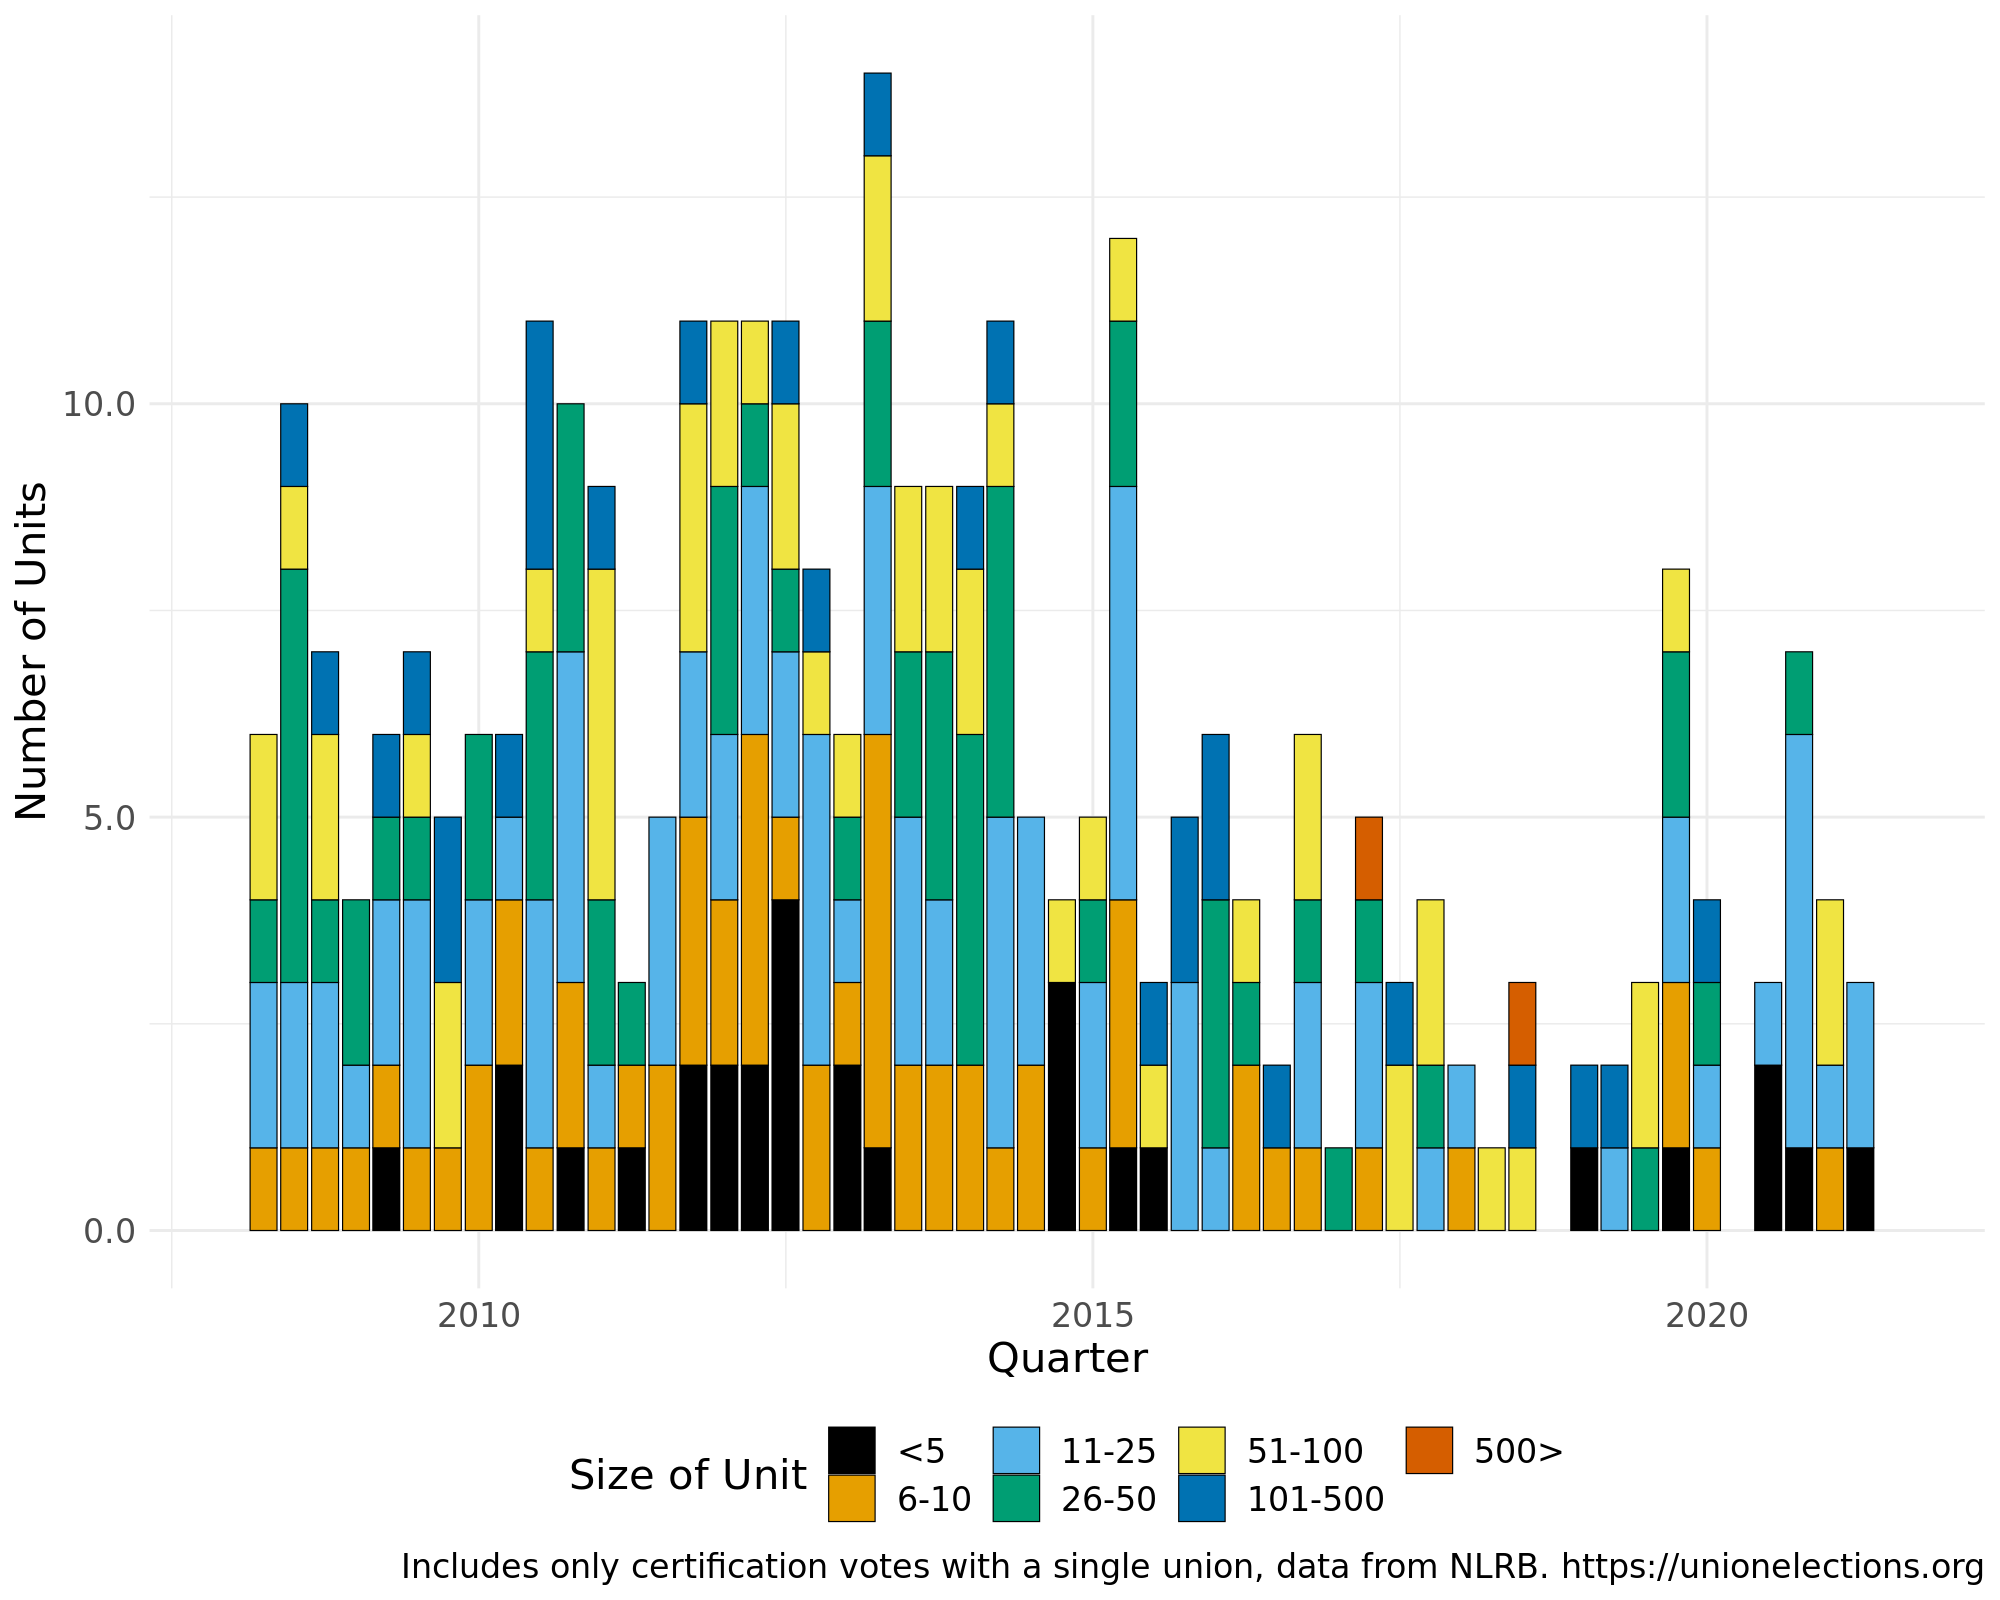 Number of Units
10.0
5.0
0.0
2010 2015 2020
Quarter
Size of Unit
<5 11-25 51-100 500>
6-10 26-50 101-500
Includes only certification votes with a single union, data from NLRB. https://unionelections.org